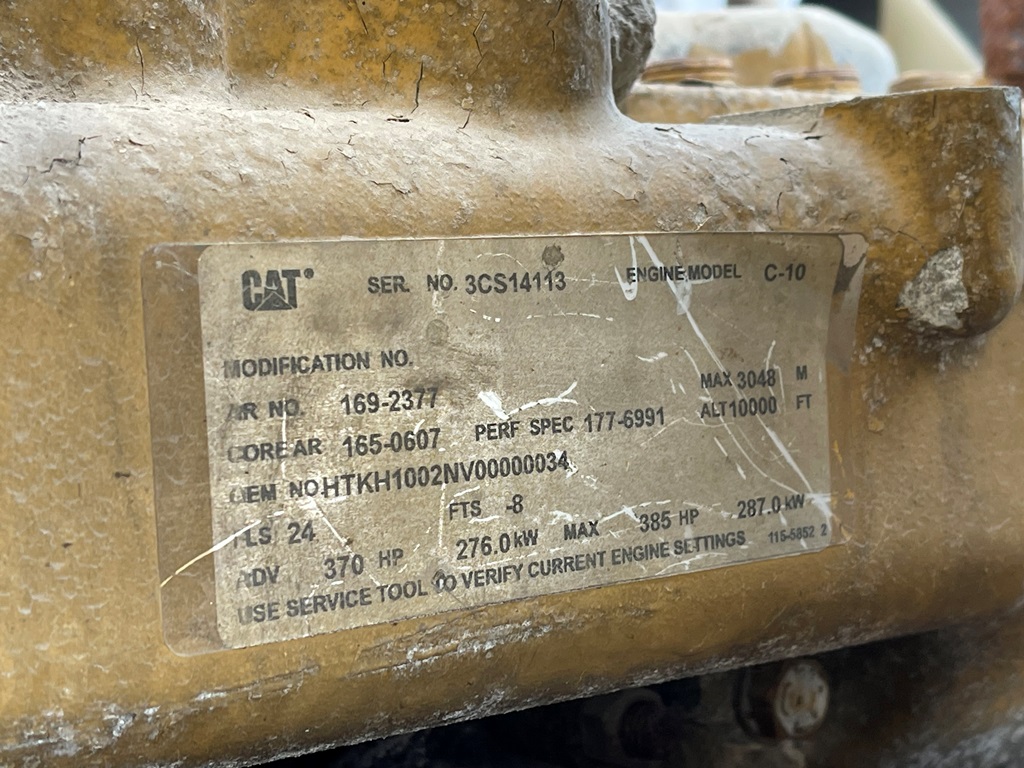 CAT® SER. NO. 3CS14113 ENGINE MODEL C-10
MODIFICATION NO.
AR NO. 169-2377 MAX 3048 M
CORE AR 165-0607 PERF SPEC 177-6991 ALT 10000 FT
OEM NO HTKH1002NV00000034
FLS 24 FTS -8
ADV 370 HP 276.0 kW MAX 385 HP 287.0 kW
USE SERVICE TOOL TO VERIFY CURRENT ENGINE SETTINGS 115-5852 2